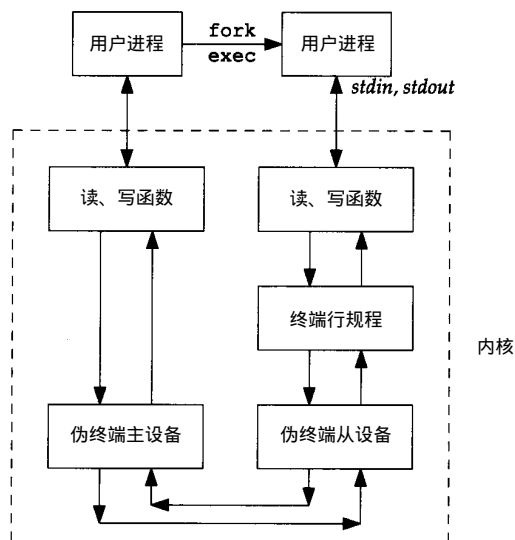 用户进程
fork
exec
用户进程
stdin, stdout
读、写函数
读、写函数
终端行规程
内核
伪终端主设备
伪终端从设备